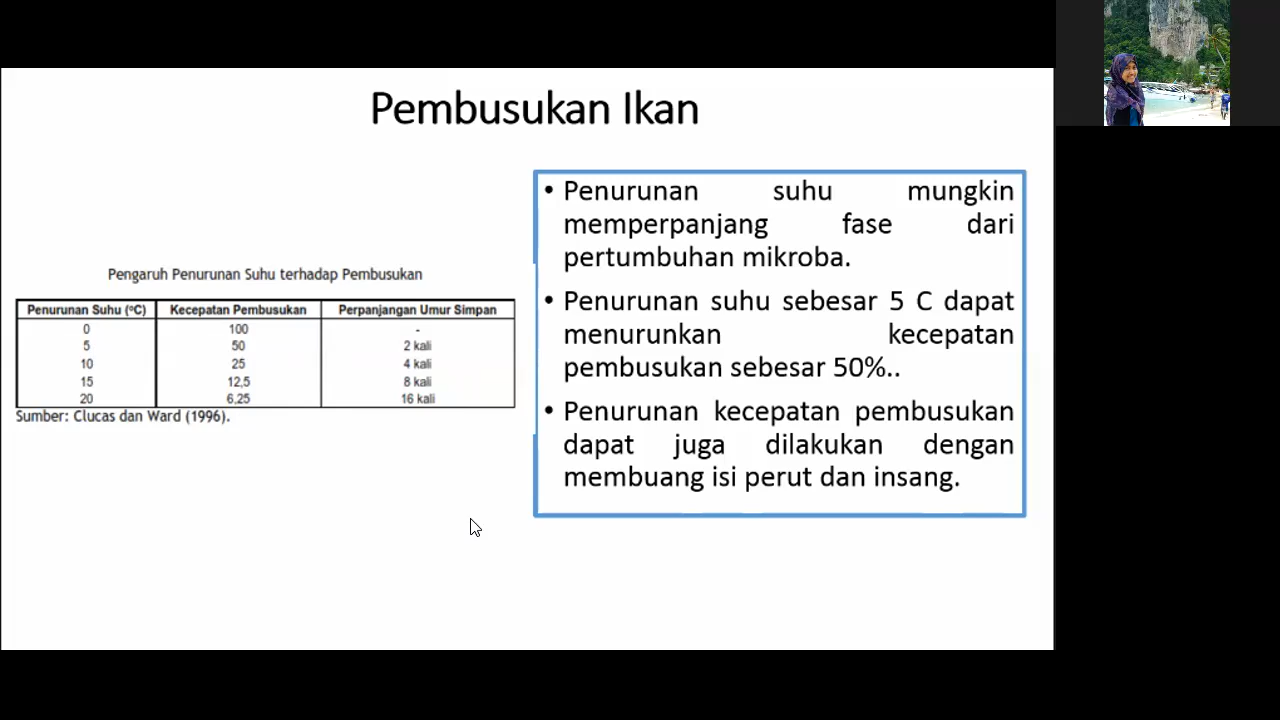 Pembusukan Ikan
Pengaruh Penurunan Suhu terhadap Pembusukan
Penurunan Suhu (ºC) Kecepatan Pembusukan Perpanjangan Umur Simpan
0 100 -
5 50 2 kali
10 25 4 kali
15 12,5 8 kali
20 6,25 16 kali
Sumber: Clucas dan Ward (1996).
• Penurunan suhu mungkin
memperpanjang fase dari
pertumbuhan mikroba.
• Penurunan suhu sebesar 5 C dapat
menurunkan kecepatan
pembusukan sebesar 50%..
• Penurunan kecepatan pembusukan
dapat juga dilakukan dengan
membuang isi perut dan insang.